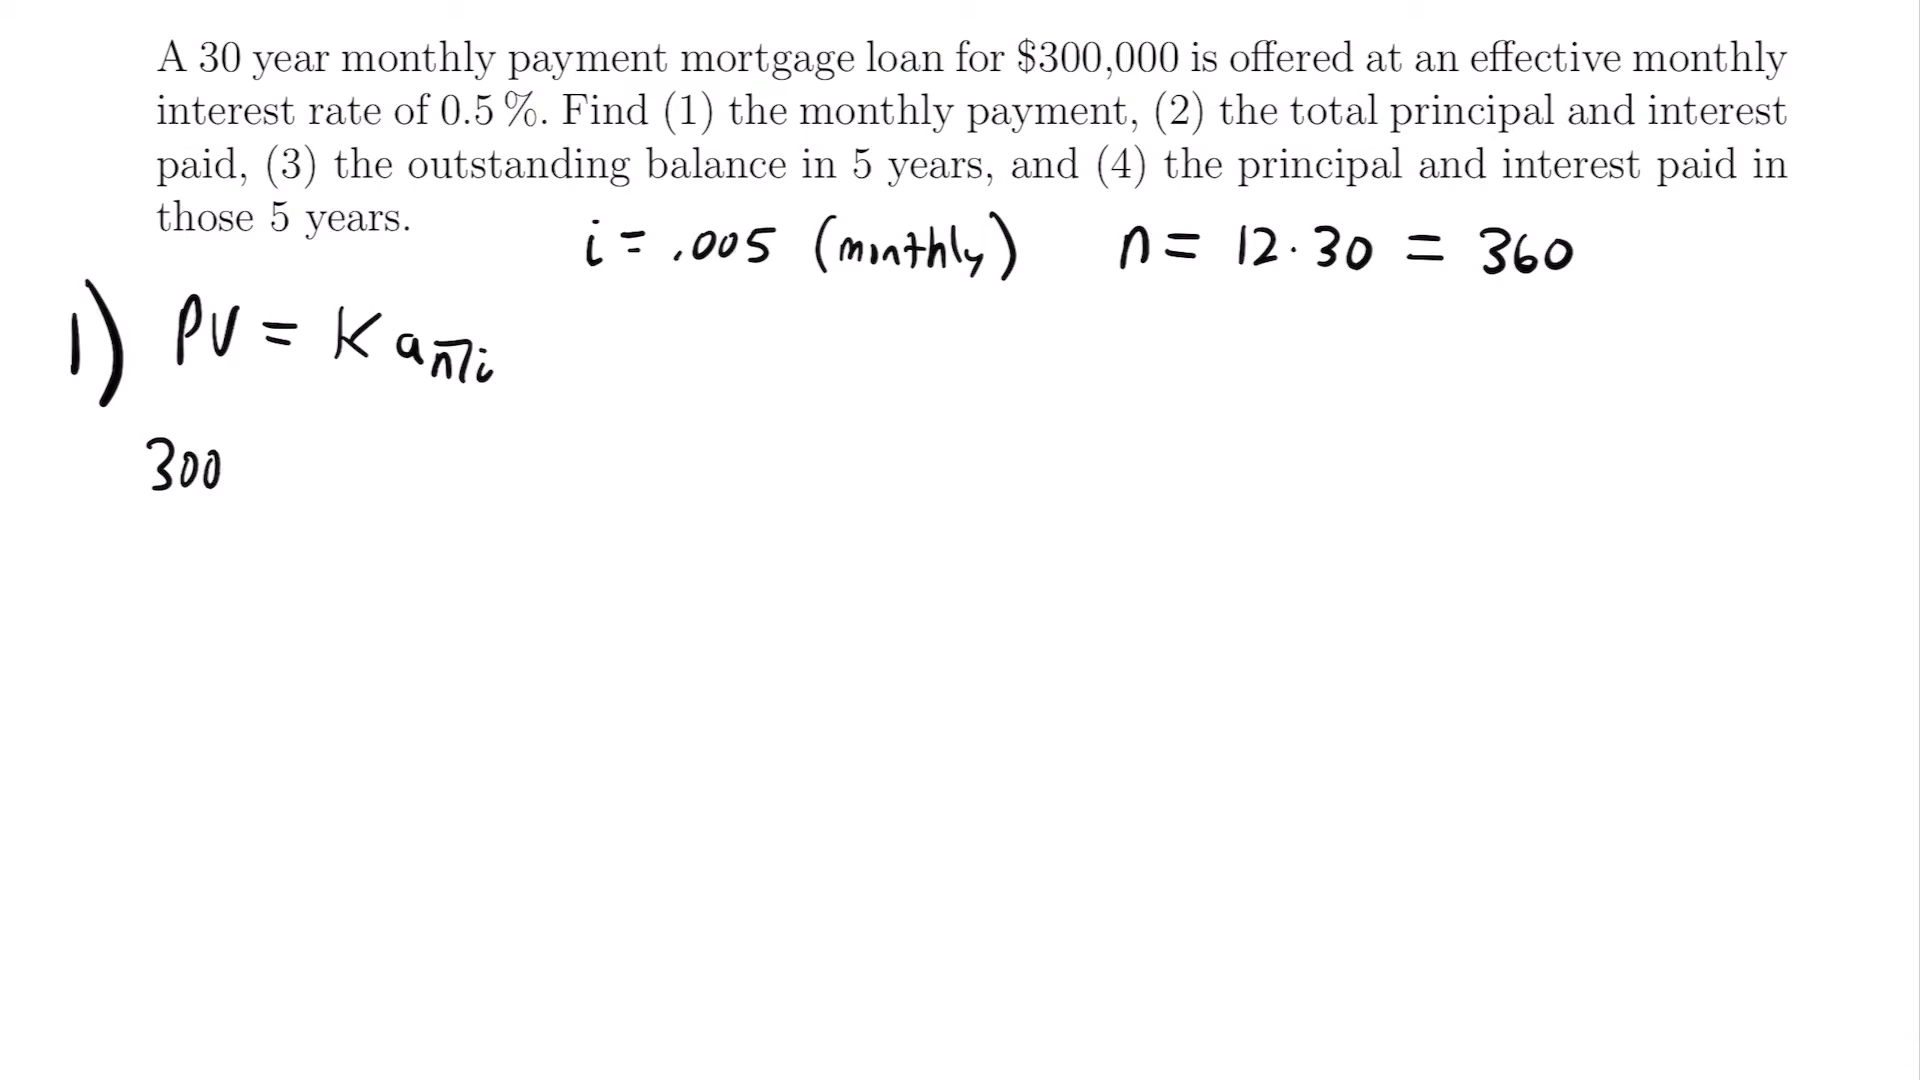 A 30 year monthly payment mortgage loan for $300,000 is offered at an effective monthly
interest rate of 0.5 %. Find (1) the monthly payment, (2) the total principal and interest
paid, (3) the outstanding balance in 5 years, and (4) the principal and interest paid in
those 5 years.
i = .005 (monthly) n = 12·30 = 360
1) PV = K a_{n̅|i}
300